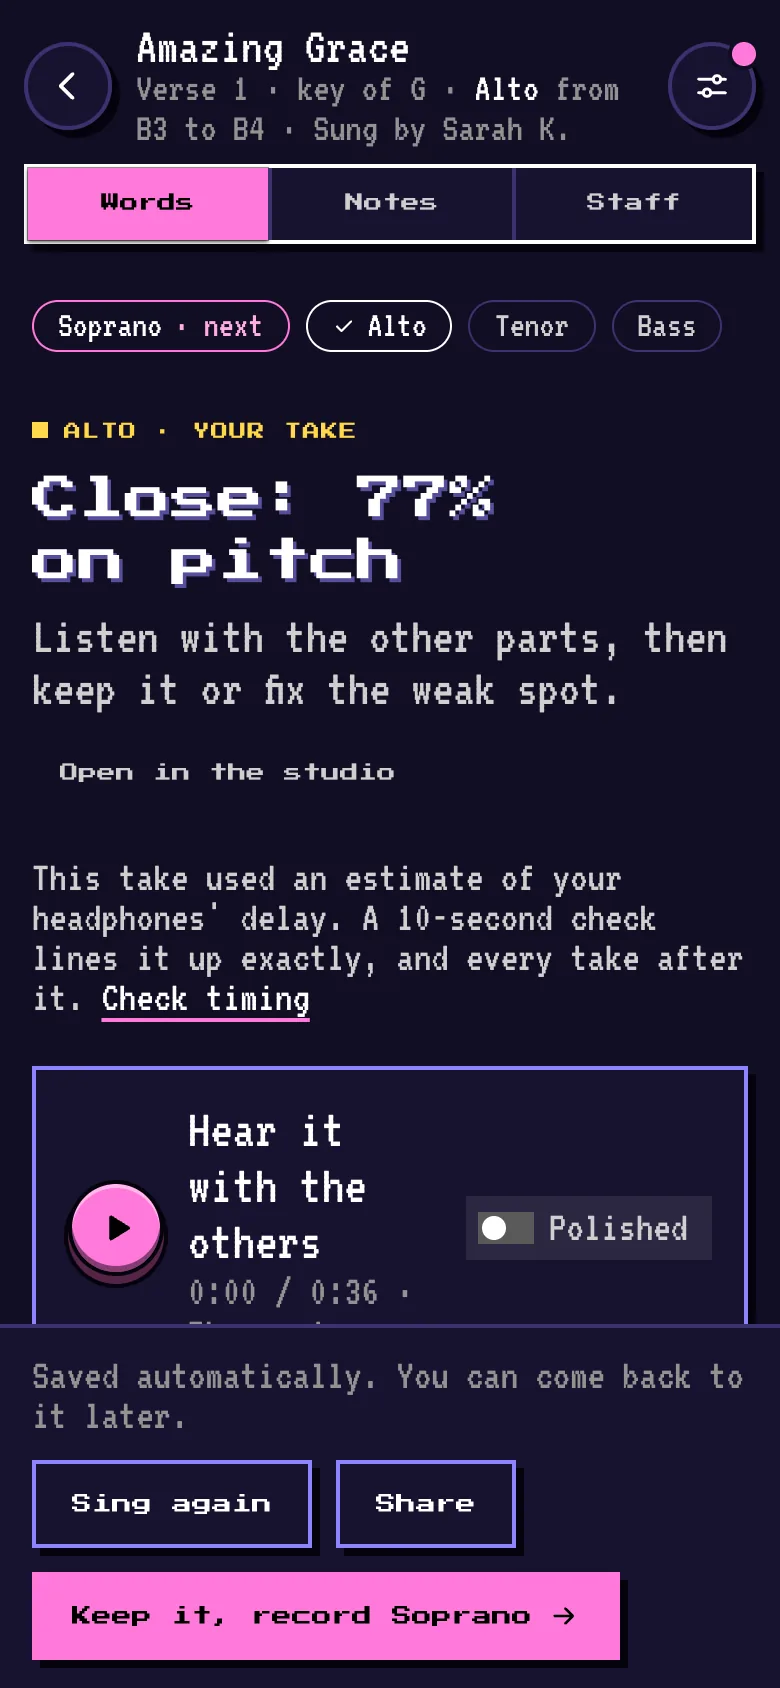 Amazing Grace
Verse 1 · key of G · Alto from
B3 to B4 · Sung by Sarah K.
Words
Notes
Staff
Soprano · next
Alto
Tenor
Bass
ALTO · YOUR TAKE
Close: 77%
on pitch
Listen with the other parts, then
keep it or fix the weak spot.
Open in the studio
This take used an estimate of your
headphones' delay. A 10-second check
lines it up exactly, and every take after
it. Check timing
Hear it
with the
others
0:00 / 0:36 ·
Polished
Saved automatically. You can come back to
it later.
Sing again
Share
Keep it, record Soprano →